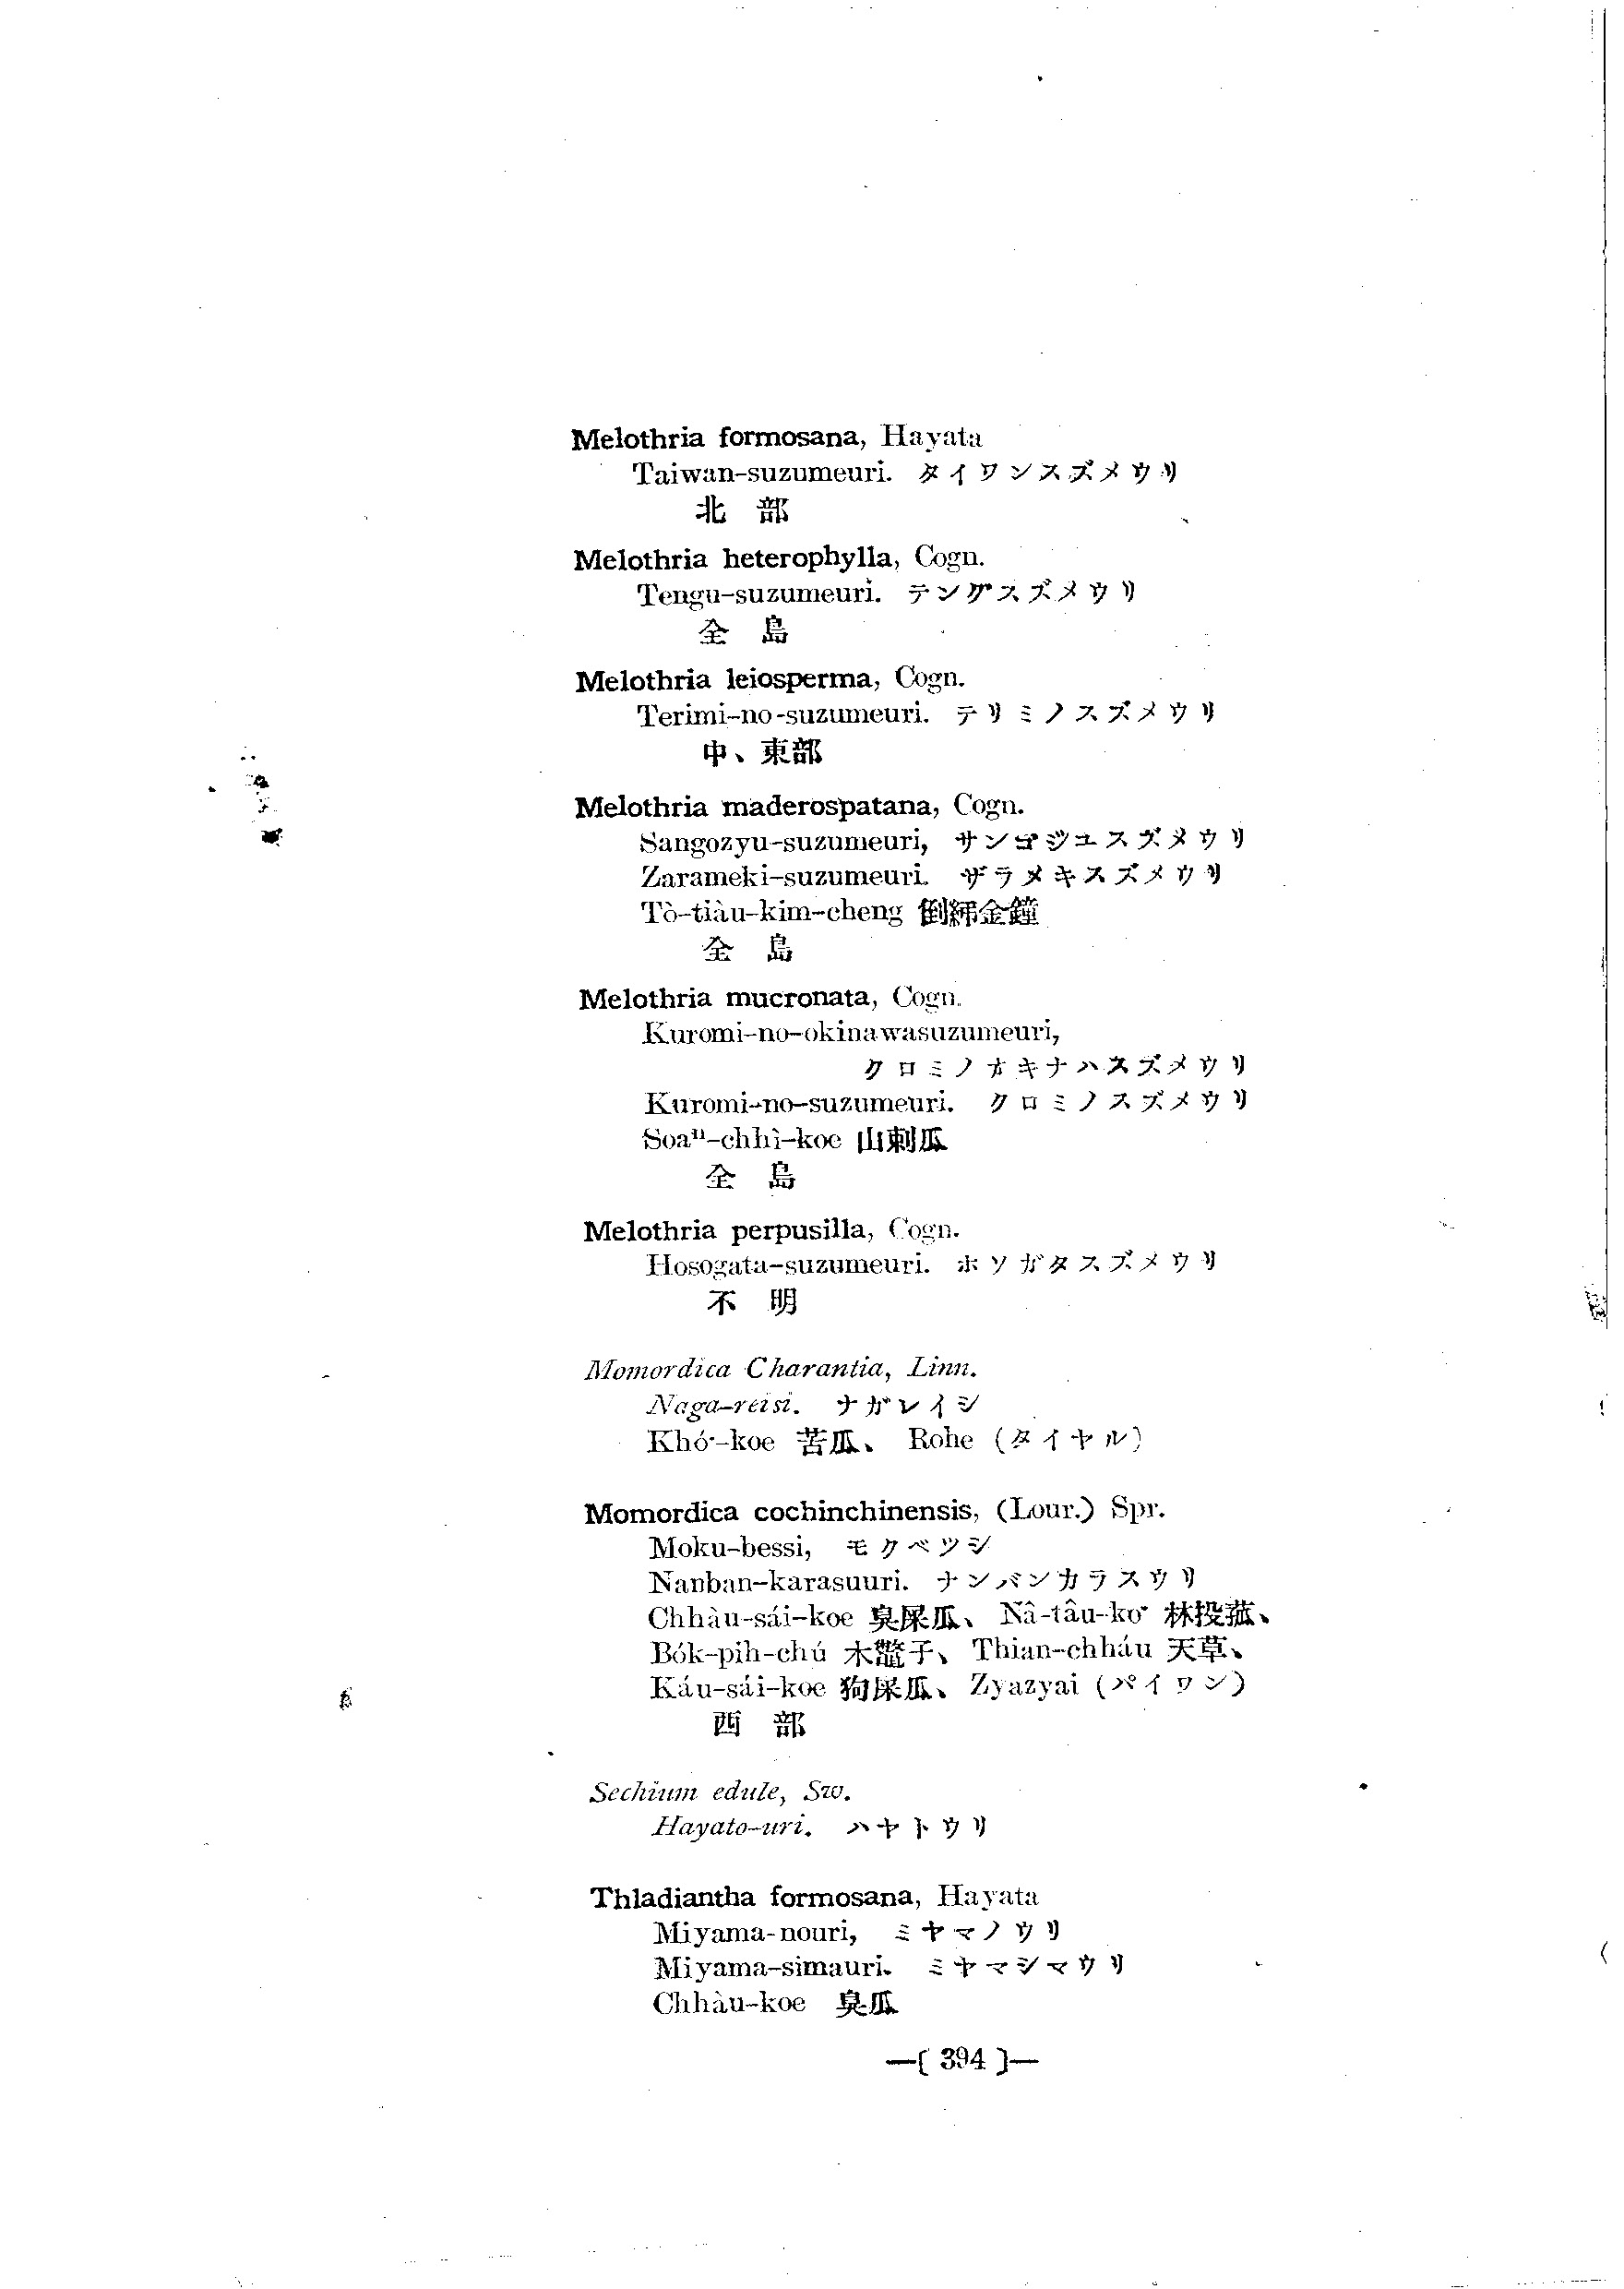 Melothria formosana, Hayata
Taiwan-suzumeuri. タイワンスズメウリ
北 部
Melothria heterophylla, Cogn.
Tengu-suzumeuri. テングスズメウリ
全 島
Melothria leiosperma, Cogn.
Terimi-no-suzumeuri. テリミノスズメウリ
中、東部
Melothria maderospatana, Cogn.
Sangozyu-suzumeuri, サンゴジユスズメウリ
Zarameki-suzumeuri. ザラメキスズメウリ
Tò-tiàu-kim-cheng
全 島
Melothria mucronata, Cogn.
Kuromi-no-okinawasuzumeuri,
クロミノオキナハスズメウリ
Kuromi-no-suzumeuri. クロミノスズメウリ
Soaⁿ-chhì-koe 山刺瓜
全 島
Melothria perpusilla, Cogn.
Hosogata-suzumeuri. ホソガタスズメウリ
不 明
Momordica Charantia, Linn.
Naga-reisi. ナガレイシ
Khó͘-koe 苦瓜、 Rohe (タイヤル)
Momordica cochinchinensis, (Lour.) Spr.
Moku-bessi, モクベツシ
Nanban-karasuuri. ナンバンカラスウリ
Chhàu-sái-koe 臭屎瓜、 Nâ-tâu-ko͘ 林投菰、
Bók-pih-chú 木鼈子、 Thian-chháu 天草、
Káu-sái-koe 狗屎瓜、 Zyazyai (パイワン)
西 部
Sechium edule, Sw.
Hayato-uri. ハヤトウリ
Thladiantha formosana, Hayata
Miyama-nouri, ミヤマノウリ
Miyama-simauri. ミヤマシマウリ
Chhàu-koe 臭瓜
—( 394 )—